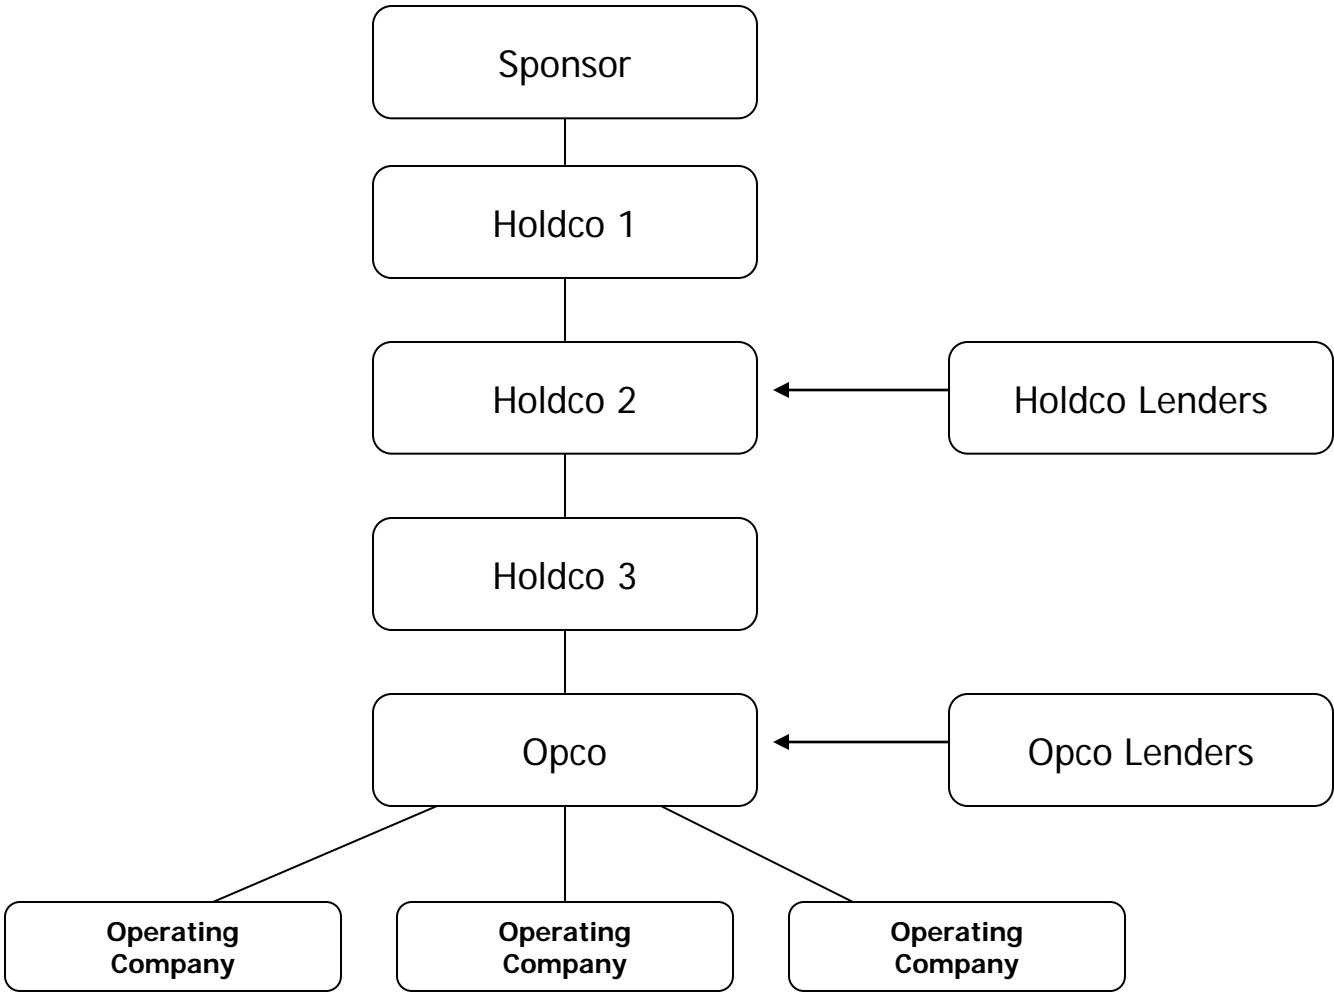 Sponsor
Holdco 1
Holdco 2
Holdco Lenders
Holdco 3
Opco
Opco Lenders
Operating
Company
Operating
Company
Operating
Company